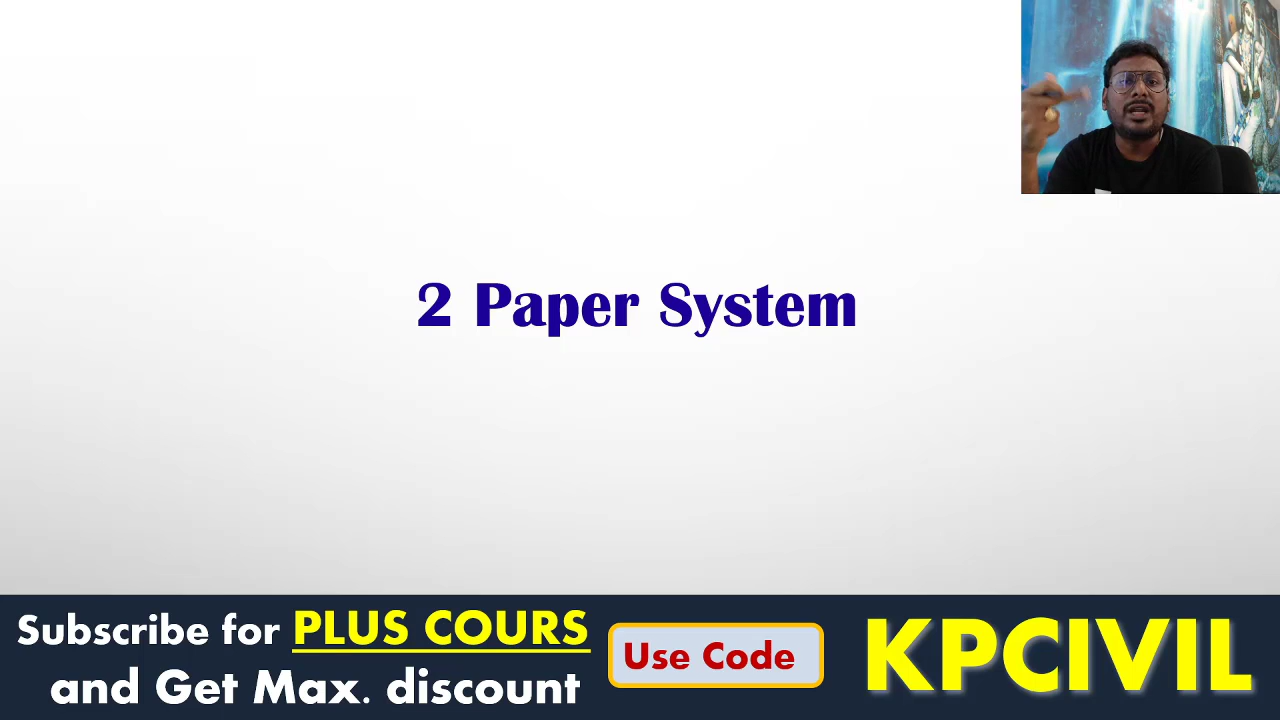 2 Paper System
Subscribe for PLUS COURS
and Get Max. discount
Use Code
KPCIVIL